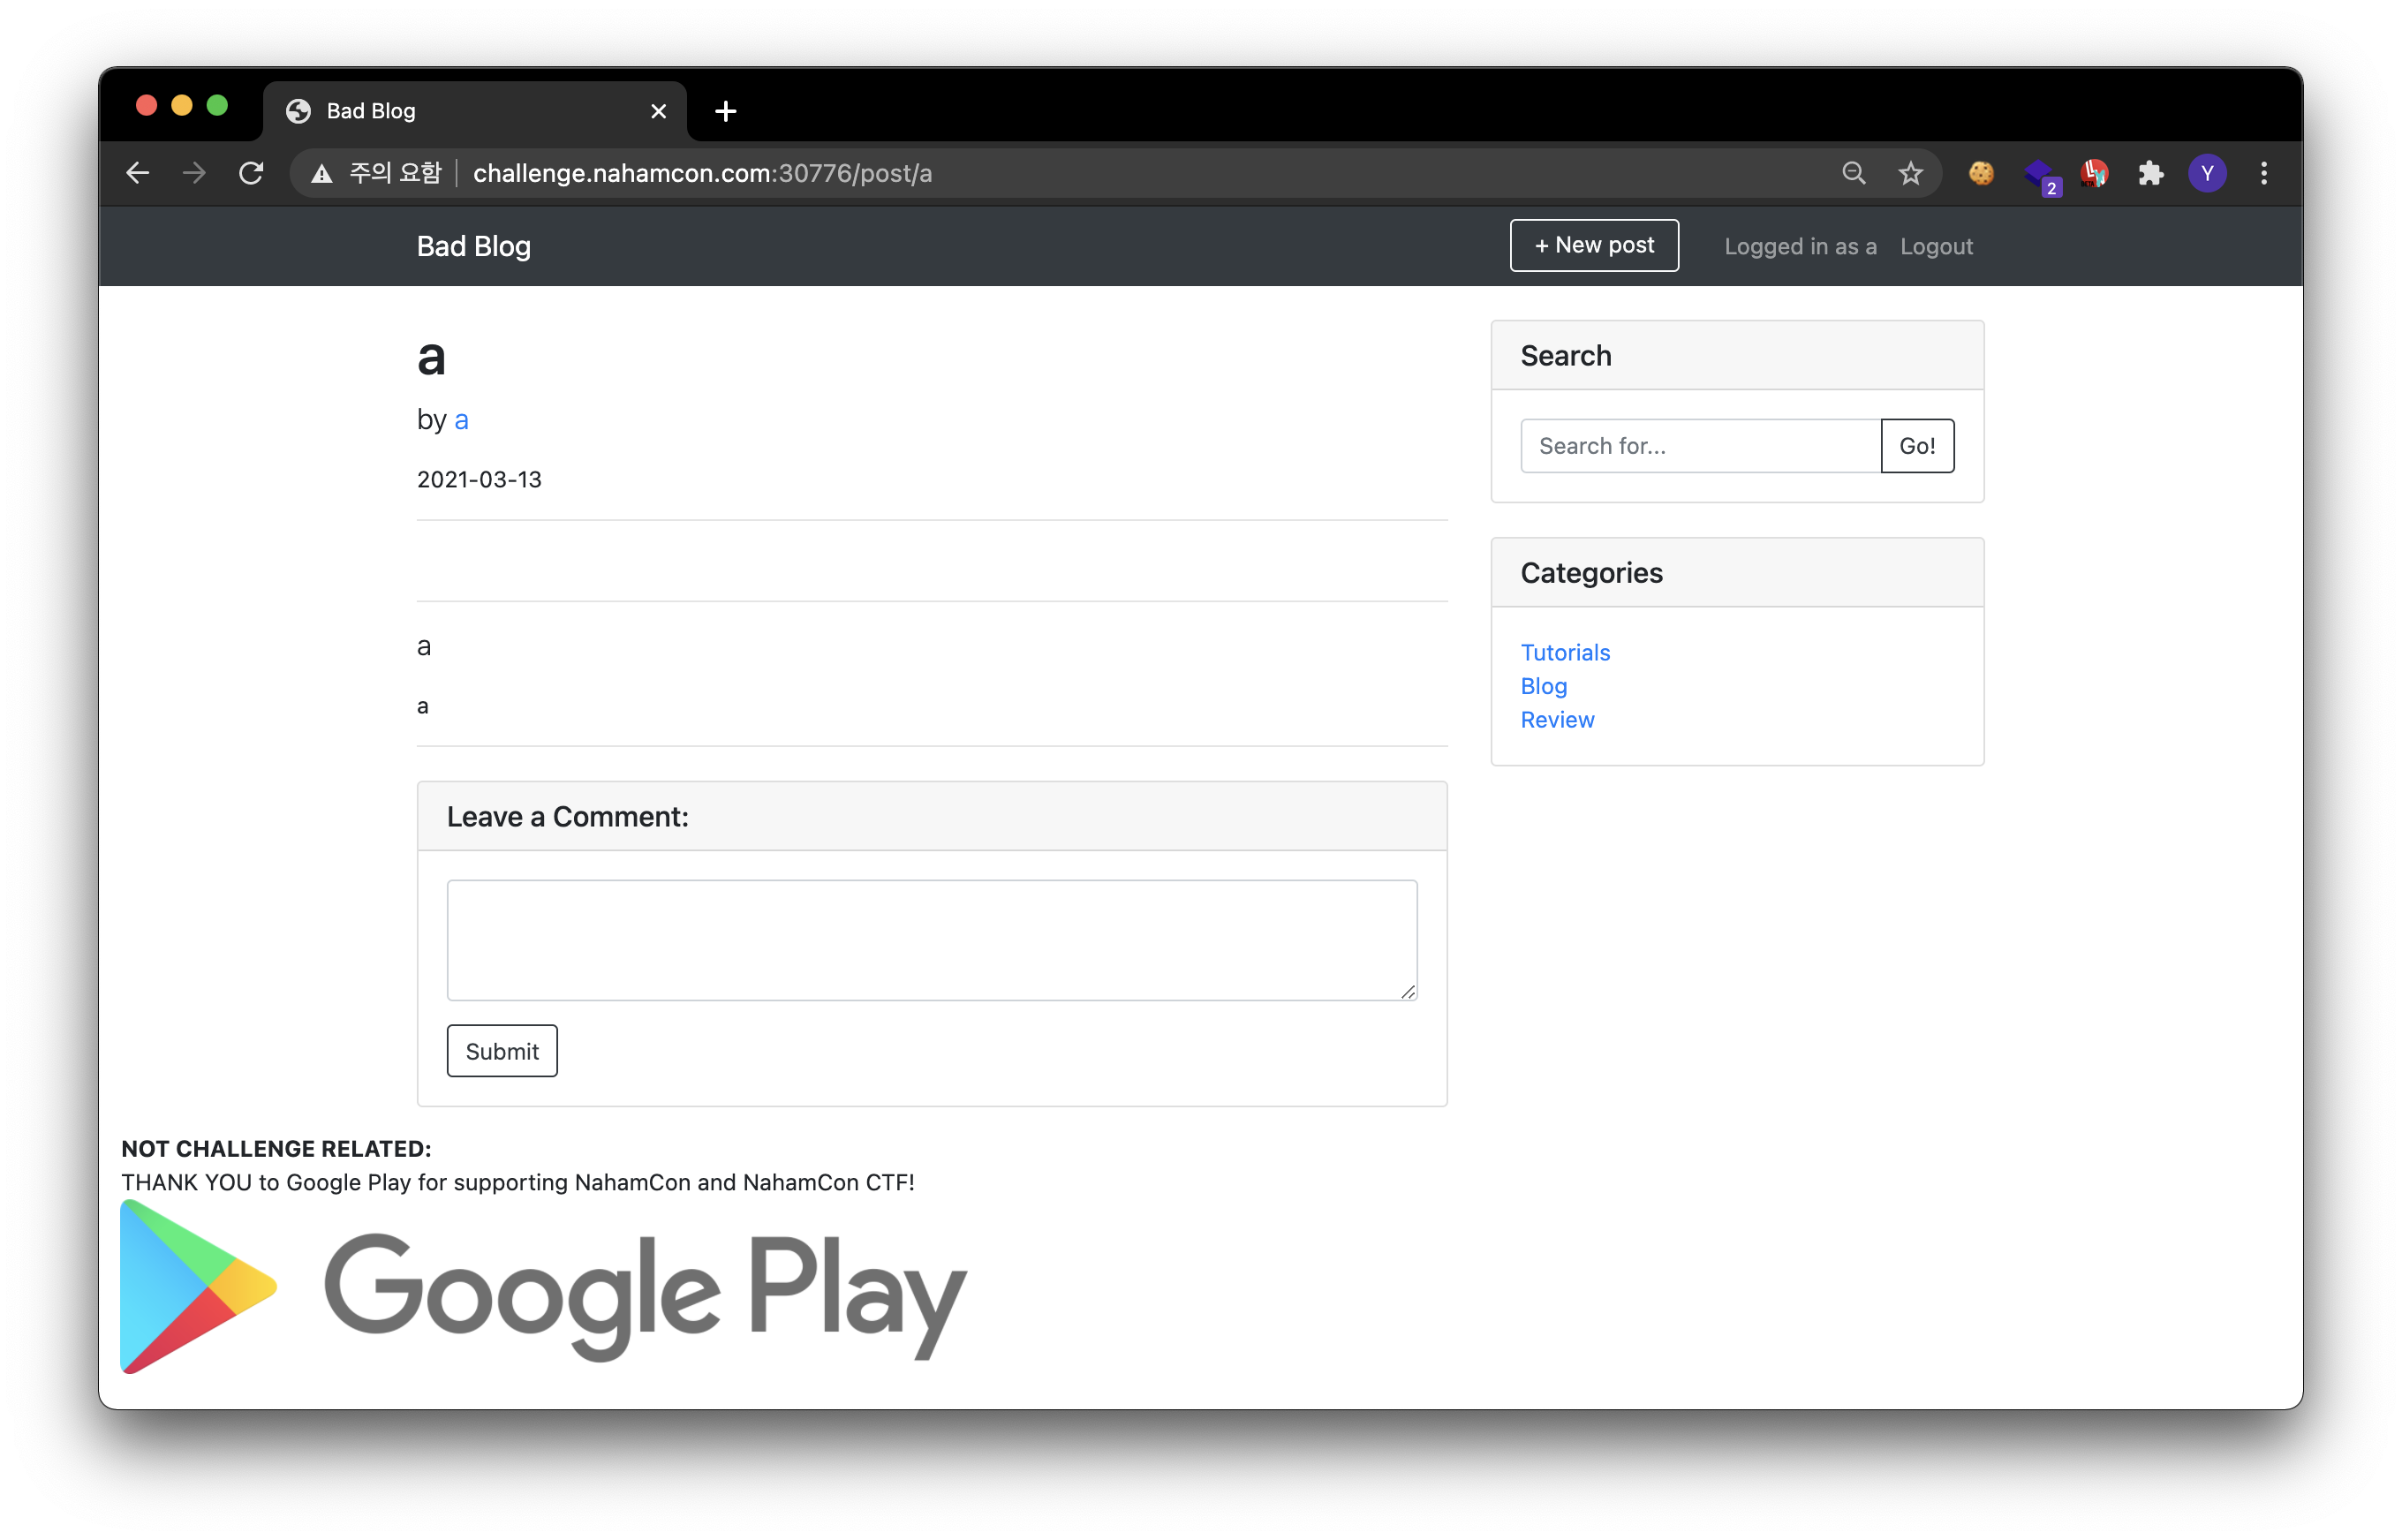 Bad Blog
주의 요함 challenge.nahamcon.com:30776/post/a
2
Y
Bad Blog
+ New post
Logged in as a
Logout
a
by a
2021-03-13
a
a
Leave a Comment:
Submit
Search
Search for...
Go!
Categories
Tutorials
Blog
Review
NOT CHALLENGE RELATED:
THANK YOU to Google Play for supporting NahamCon and NahamCon CTF!
Google Play